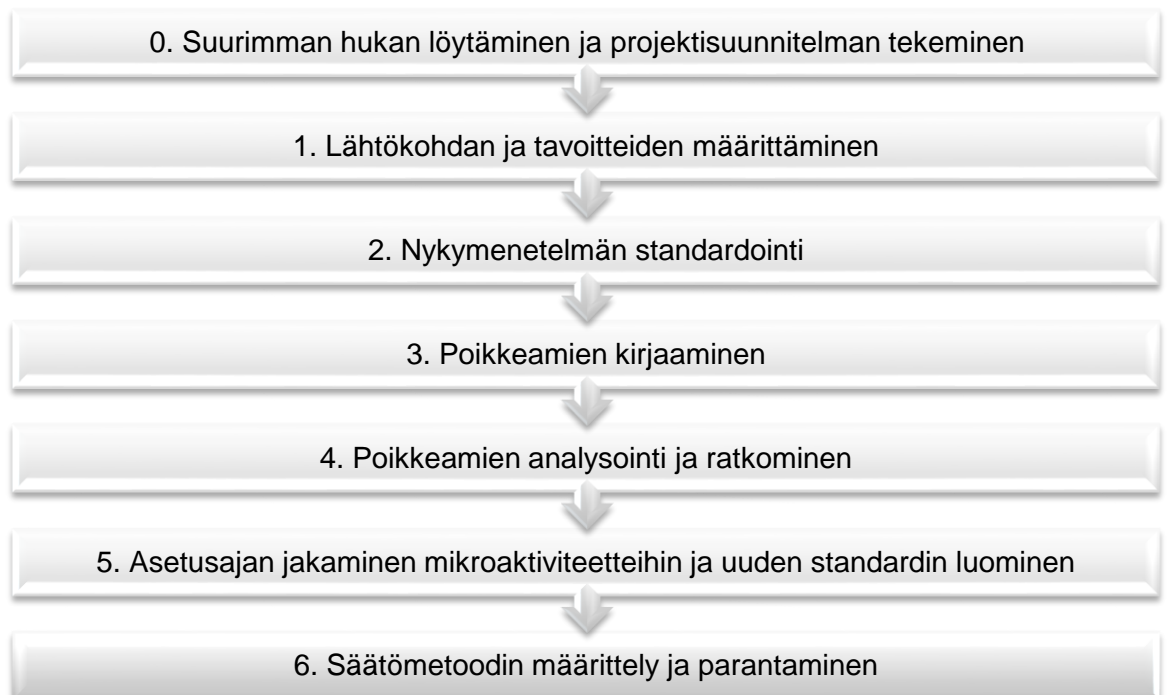 0. Suurimman hukan löytäminen ja projektisuunnitelman tekeminen
1. Lähtökohdan ja tavoitteiden määrittäminen
2. Nykymenetelmän standardointi
3. Poikkeamien kirjaaminen
4. Poikkeamien analysointi ja ratkominen
5. Asetusajan jakaminen mikroaktiviteetteihin ja uuden standardin luominen
6. Säätömetoodin määrittely ja parantaminen